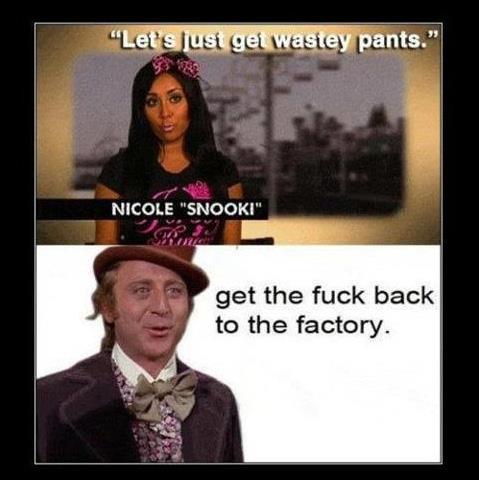 "Let's just get wastey pants."
NICOLE "SNOOKI"
get the fuck back
to the factory.